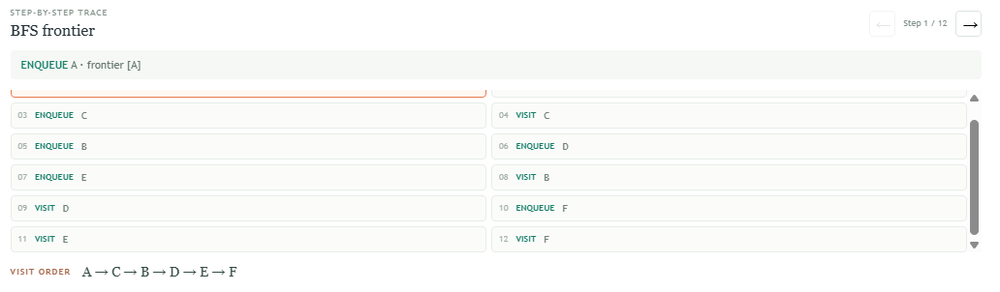 STEP-BY-STEP TRACE
BFS frontier
← Step 1 / 12 →
ENQUEUE A · frontier [A]
03 ENQUEUE C
04 VISIT C
05 ENQUEUE B
06 ENQUEUE D
07 ENQUEUE E
08 VISIT B
09 VISIT D
10 ENQUEUE F
11 VISIT E
12 VISIT F
VISIT ORDER A → C → B → D → E → F